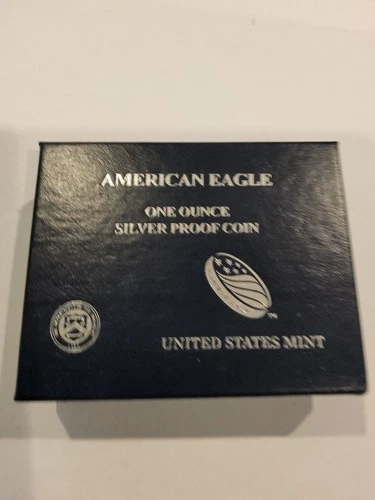 AMERICAN EAGLE
ONE OUNCE
SILVER PROOF COIN
UNITED STATES MINT